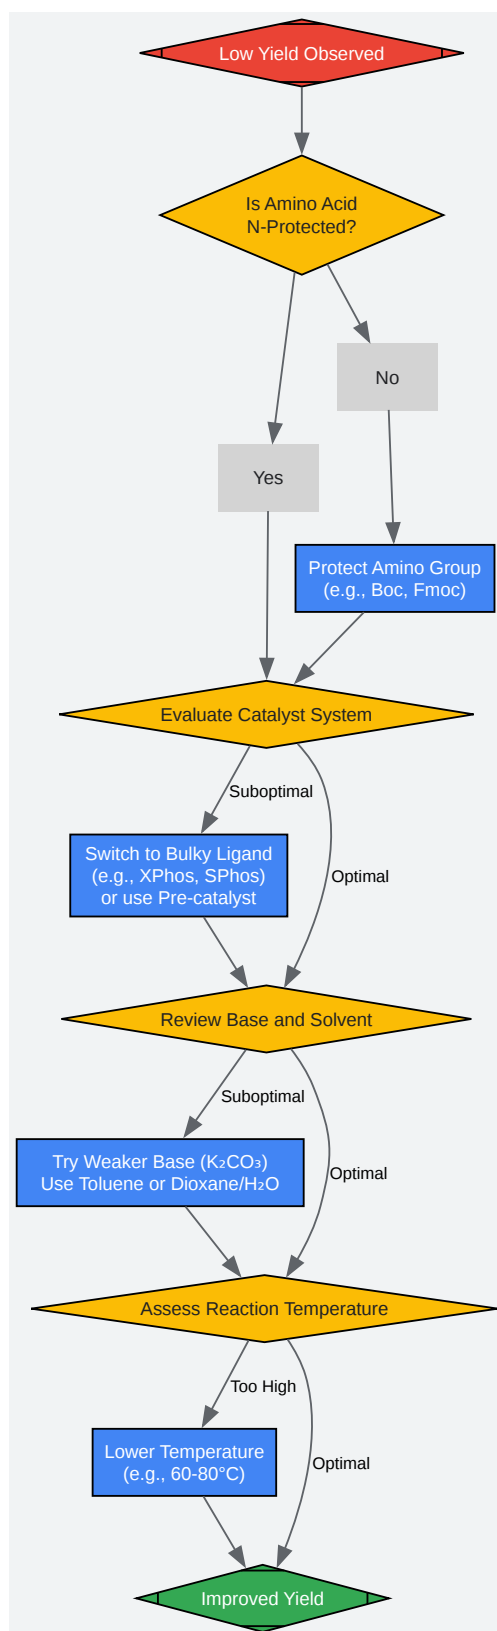 Low Yield Observed
Is Amino Acid
N-Protected?
No
Yes
Protect Amino Group
(e.g., Boc, Fmoc)
Evaluate Catalyst System
Suboptimal
Switch to Bulky Ligand
(e.g., XPhos, SPhos)
or use Pre-catalyst
Optimal
Review Base and Solvent
Suboptimal
Try Weaker Base (K₂CO₃)
Use Toluene or Dioxane/H₂O
Optimal
Assess Reaction Temperature
Too High
Lower Temperature
(e.g., 60-80°C)
Optimal
Improved Yield